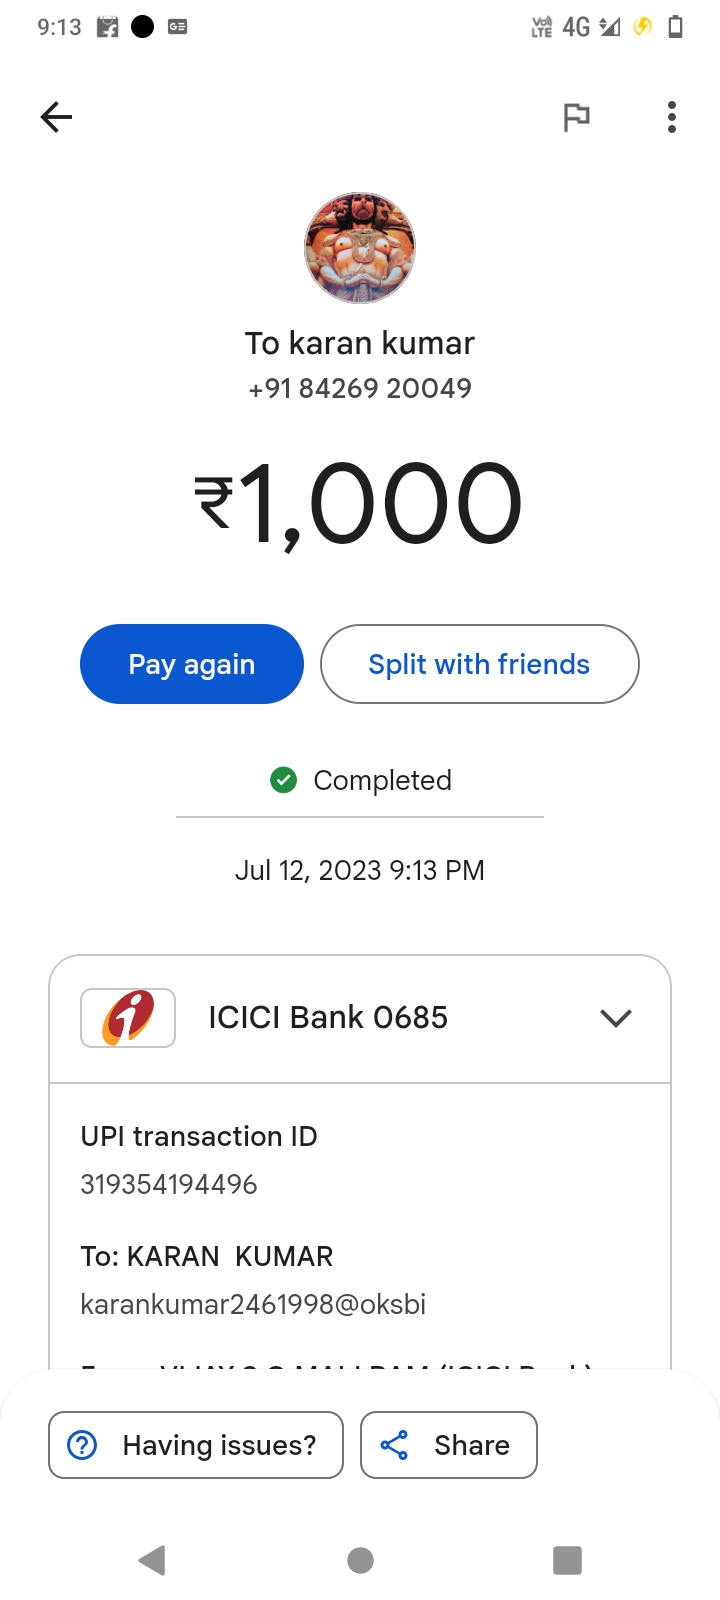 9:13 GE Vo) LTE 4G
To karan kumar
+91 84269 20049
₹1,000
Pay again Split with friends
Completed
Jul 12, 2023 9:13 PM
ICICI Bank 0685
UPI transaction ID
319354194496
To: KARAN KUMAR
karankumar2461998@oksbi
Having issues? Share